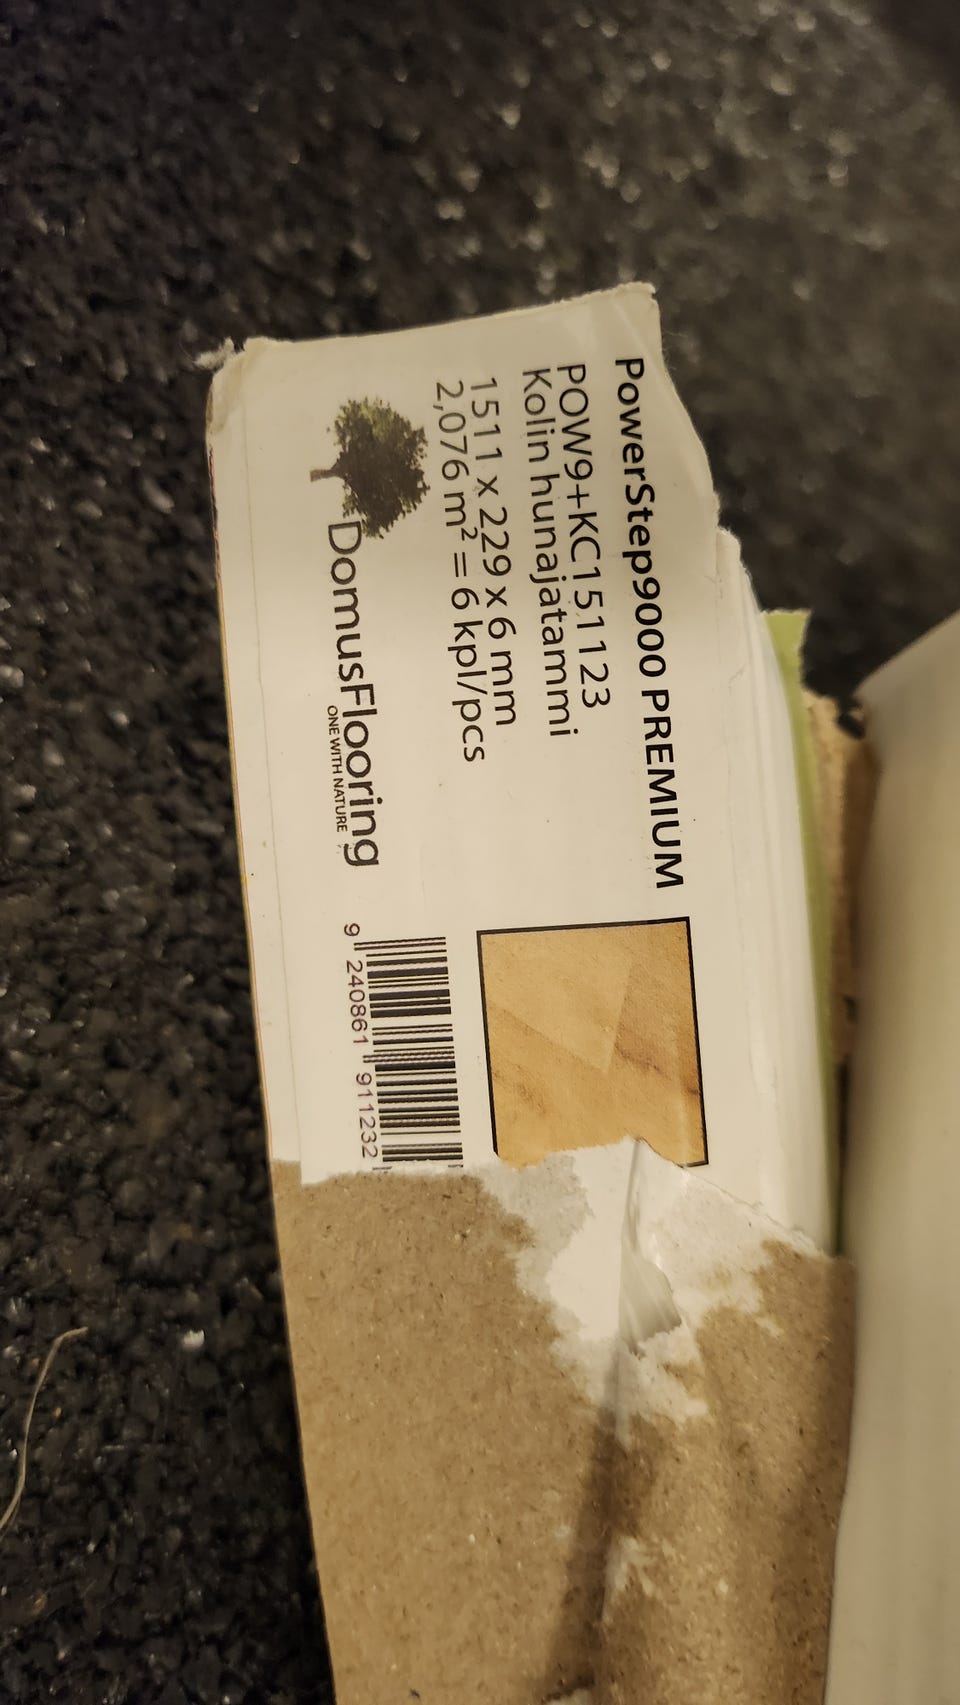 PowerStep9000 PREMIUM
POW9+KC151123
Kolin hunajatammi
1511 x 229 x 6 mm
2,076 m² = 6 kpl/pcs
DomusFlooring
ONE WITH NATURE
9 240861 911232